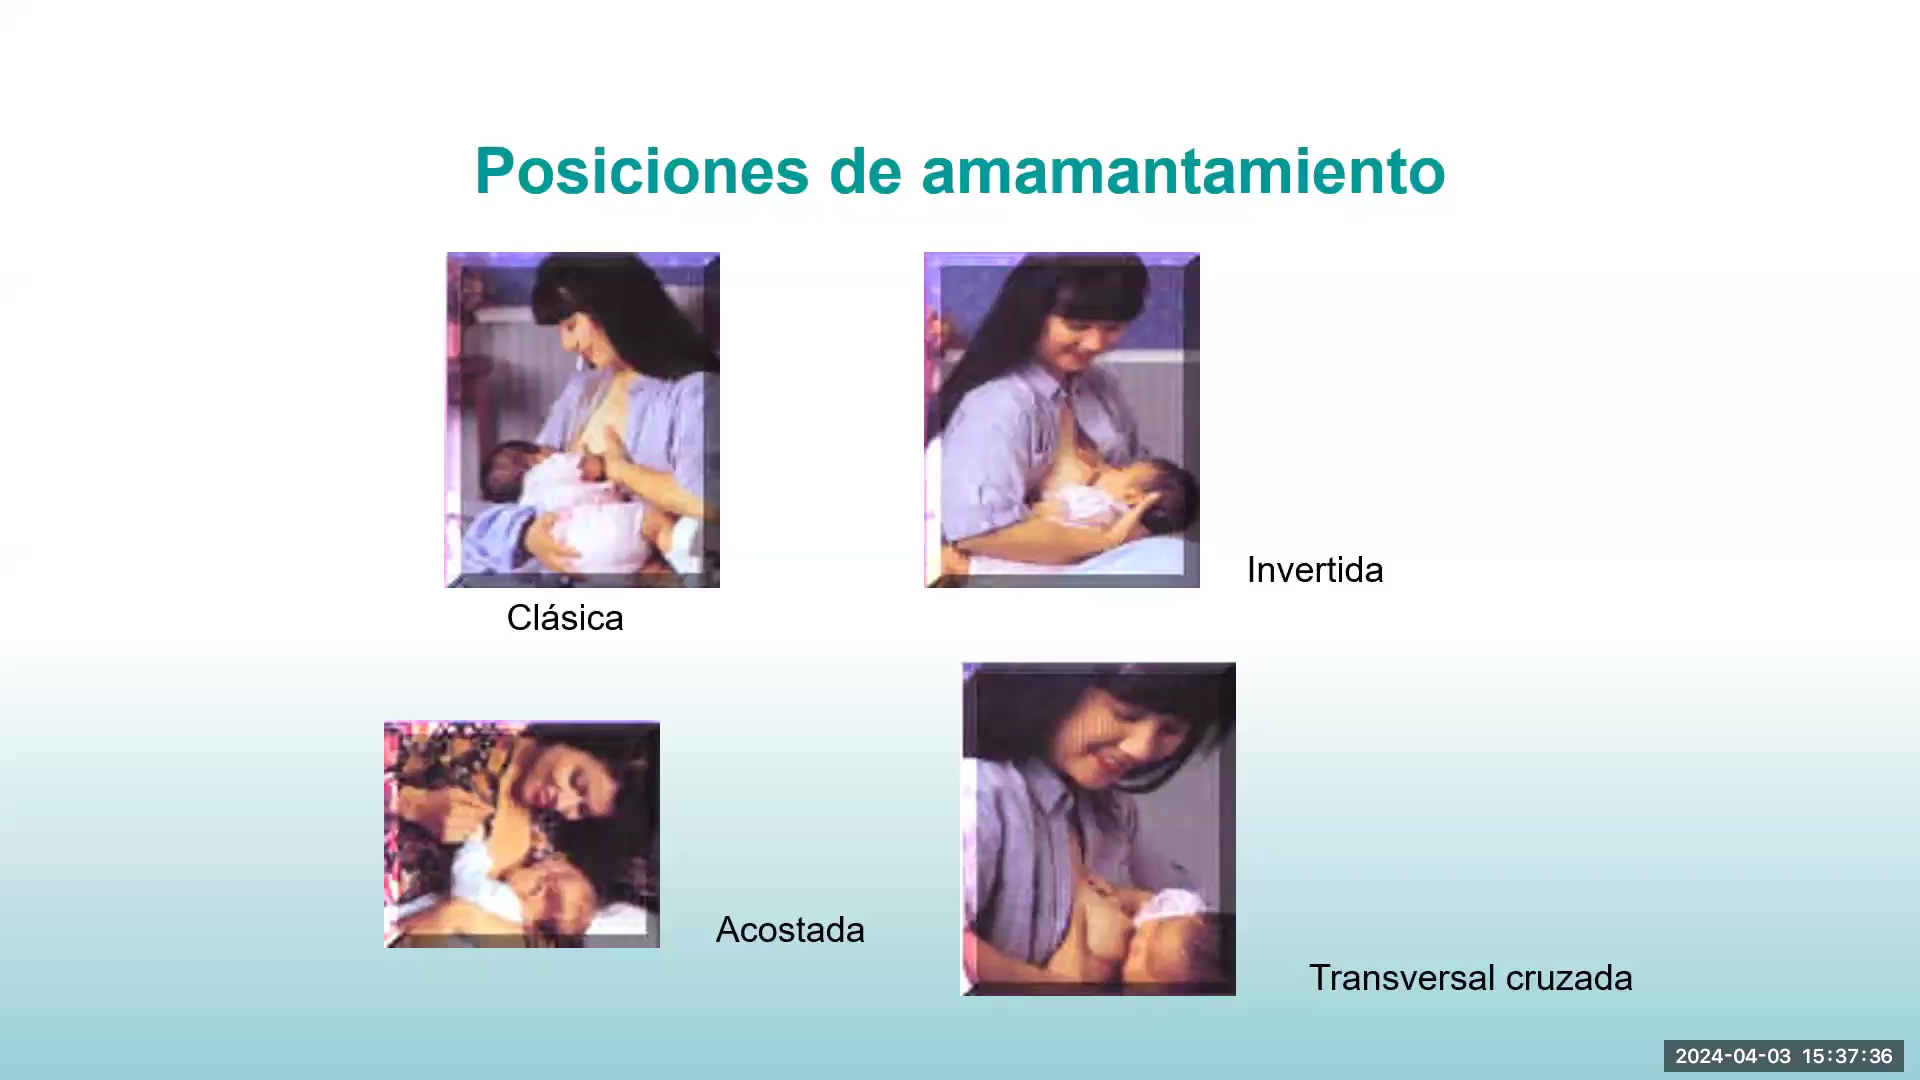 Posiciones de amamantamiento
Clásica
Invertida
Acostada
Transversal cruzada
2024-04-03 15:37:36